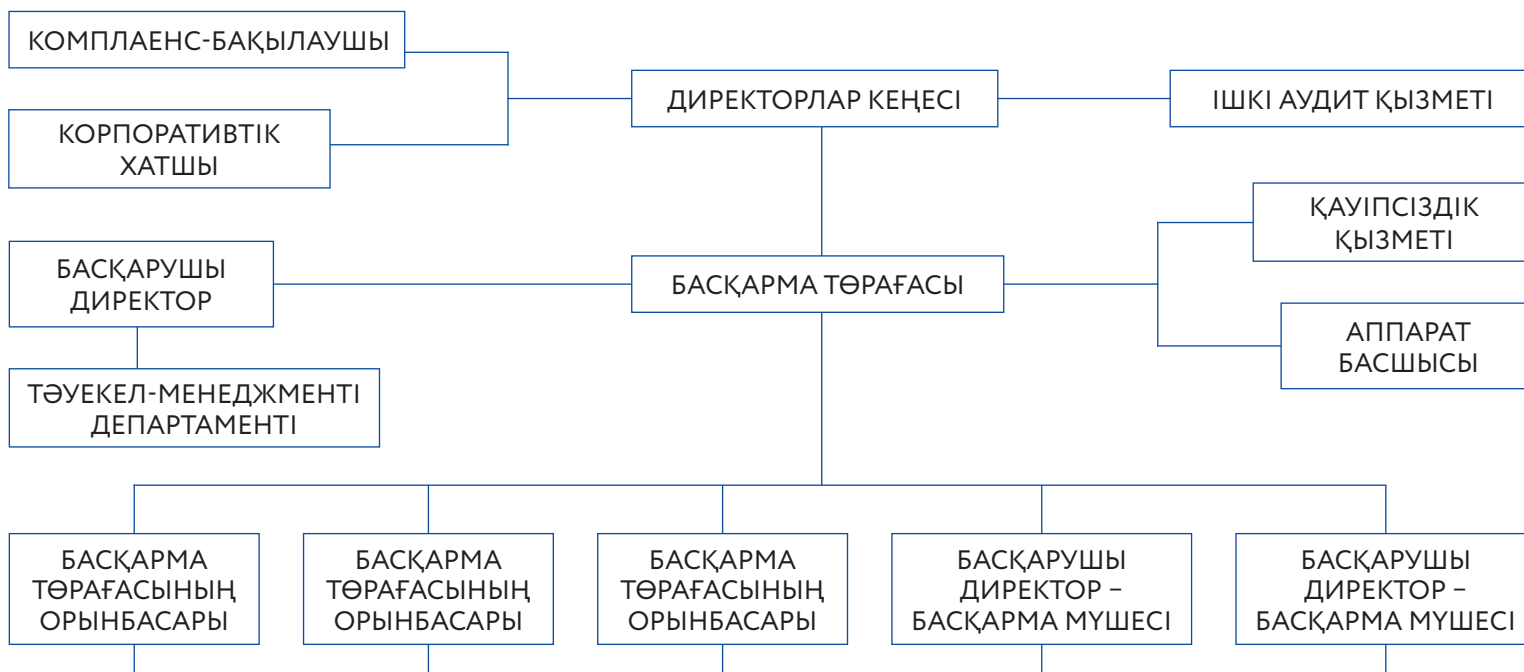 КОМПЛАЕНС-БАҚЫЛАУШЫ
ДИРЕКТОРЛАР КЕҢЕСІ
ІШКІ АУДИТ ҚЫЗМЕТІ
КОРПОРАТИВТІК
ХАТШЫ
ҚАУІПСІЗДІК
ҚЫЗМЕТІ
БАСҚАРУШЫ
ДИРЕКТОР
БАСҚАРМА ТӨРАҒАСЫ
АППАРАТ
БАСШЫСЫ
ТӘУЕКЕЛ-МЕНЕДЖМЕНТІ
ДЕПАРТАМЕНТІ
БАСҚАРМА
ТӨРАҒАСЫНЫҢ
ОРЫНБАСАРЫ
БАСҚАРМА
ТӨРАҒАСЫНЫҢ
ОРЫНБАСАРЫ
БАСҚАРМА
ТӨРАҒАСЫНЫҢ
ОРЫНБАСАРЫ
БАСҚАРУШЫ
ДИРЕКТОР –
БАСҚАРМА МҮШЕСІ
БАСҚАРУШЫ
ДИРЕКТОР –
БАСҚАРМА МҮШЕСІ